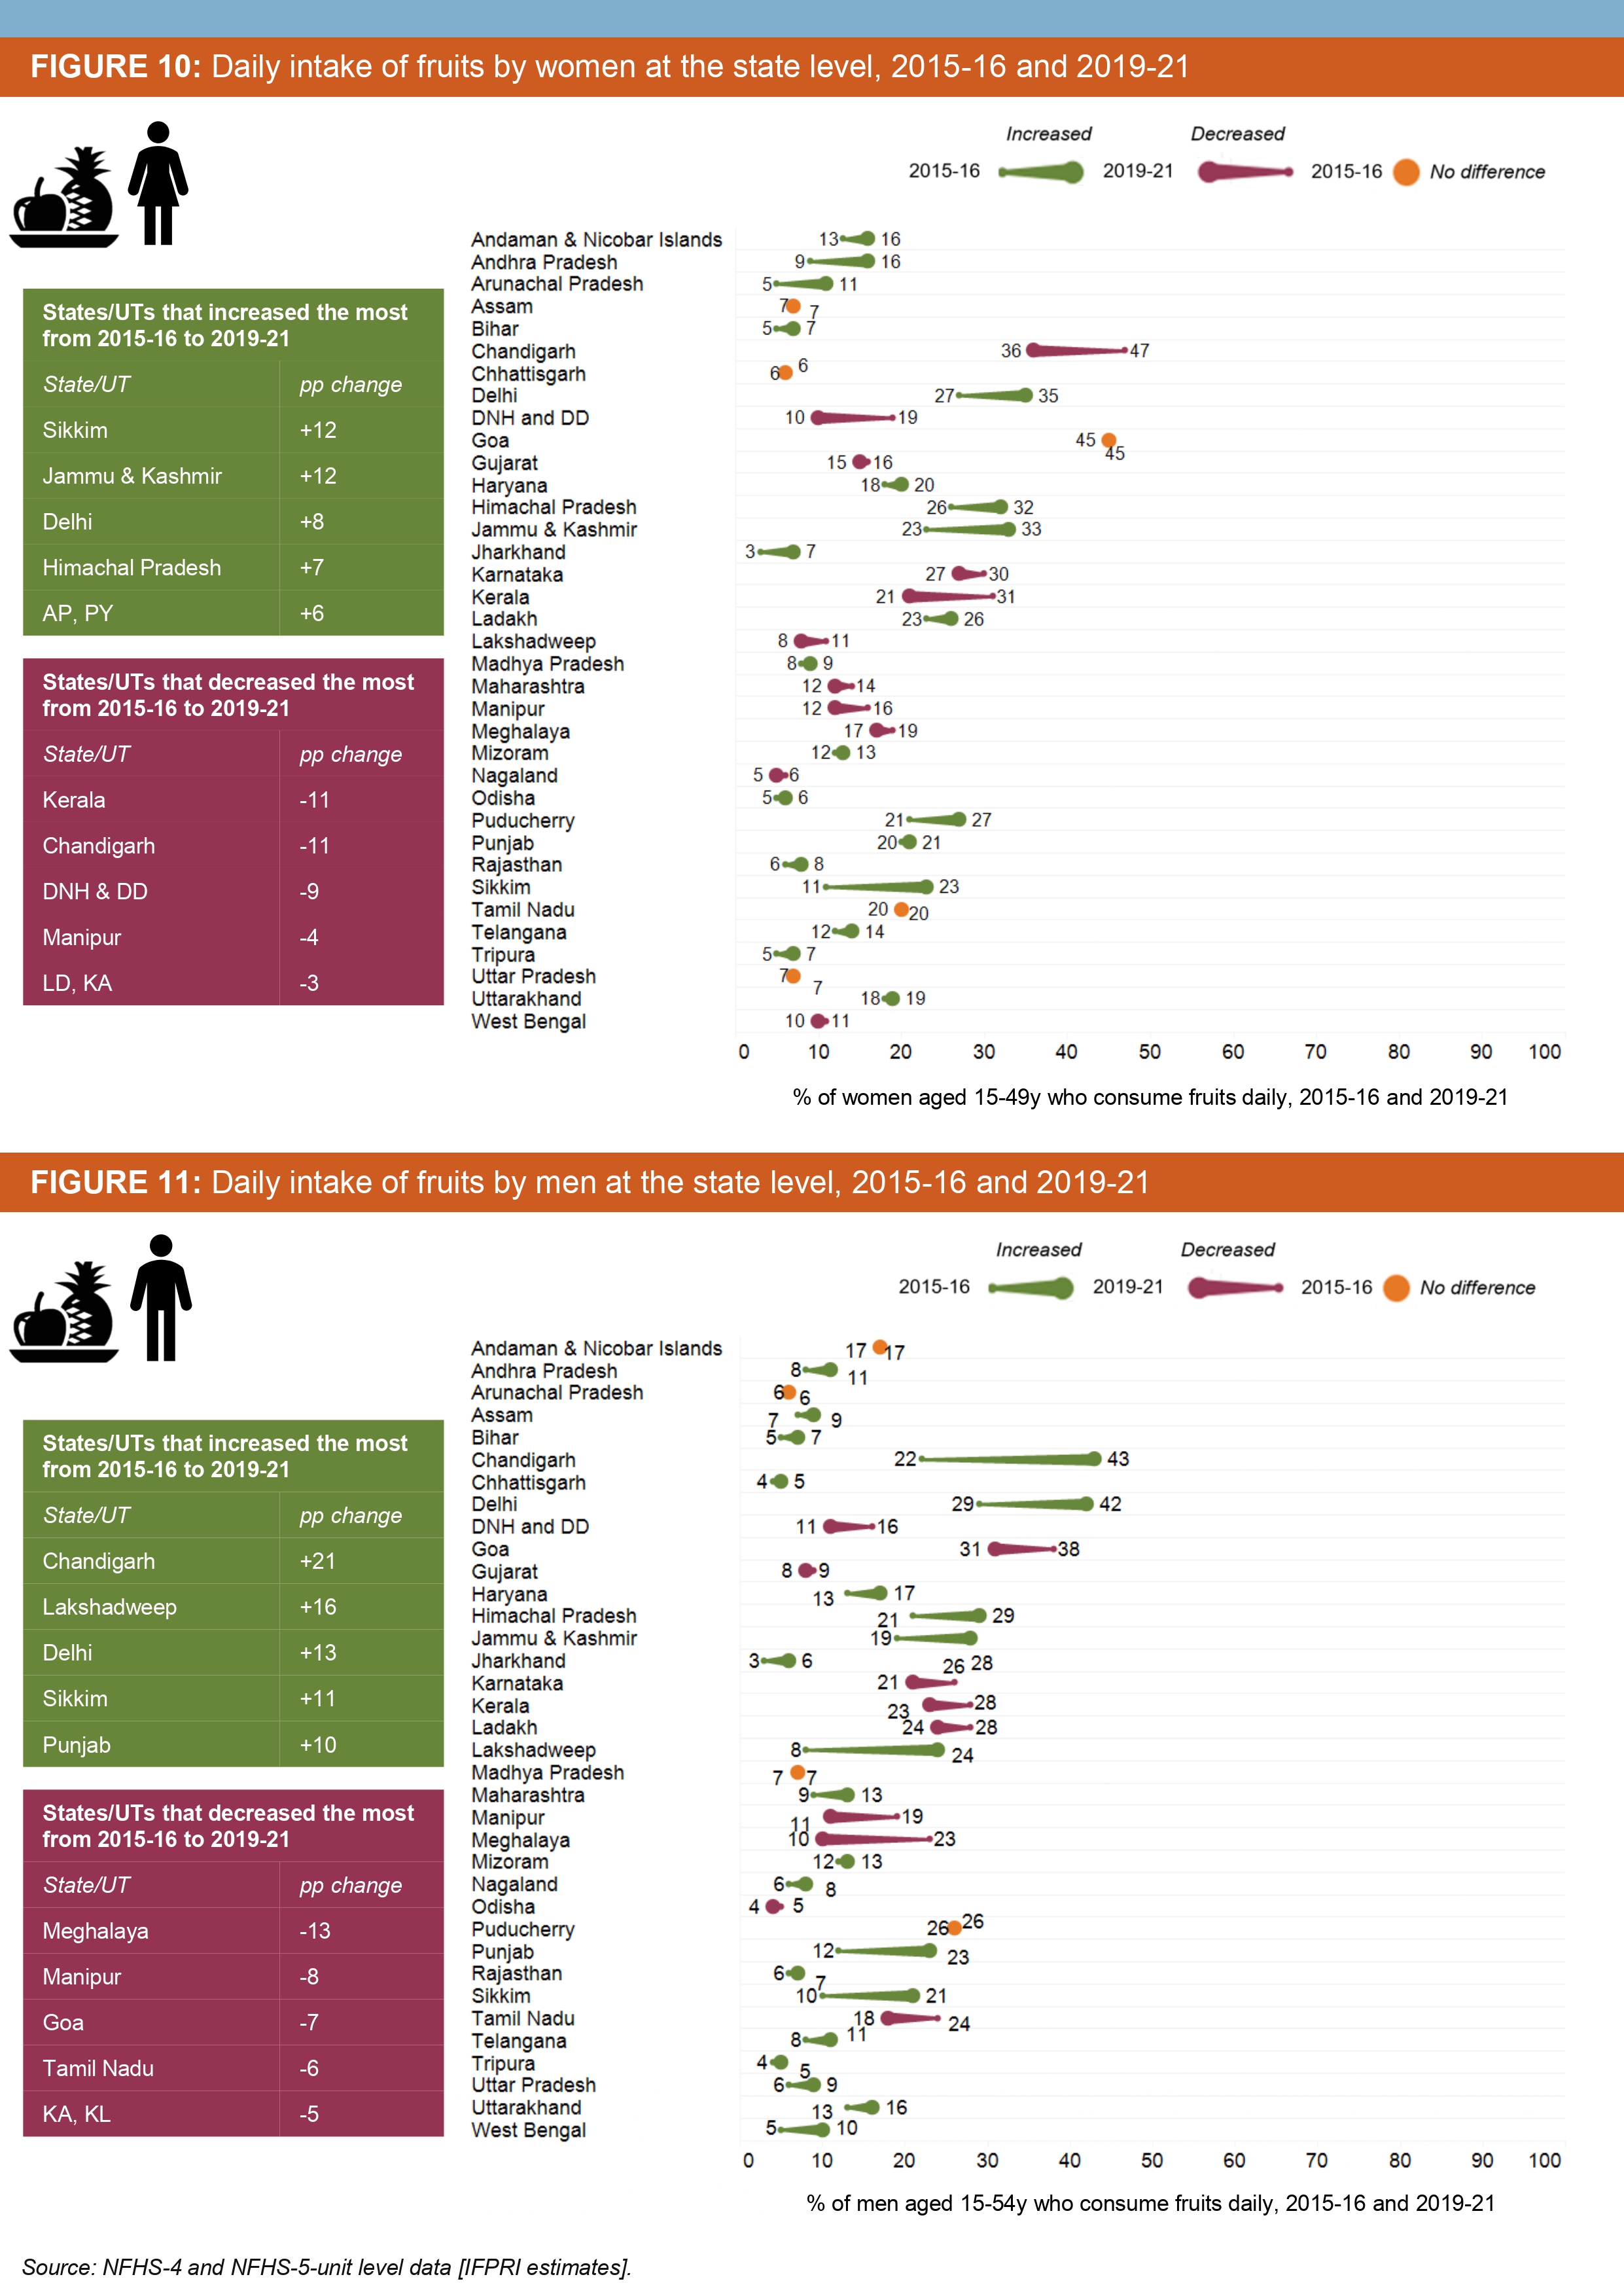 FIGURE 10: Daily intake of fruits by women at the state level, 2015-16 and 2019-21
Increased Decreased
2015-16 2019-21 2015-16 No difference
States/UTs that increased the most
from 2015-16 to 2019-21
State/UT pp change
Sikkim +12
Jammu & Kashmir +12
Delhi +8
Himachal Pradesh +7
AP, PY +6
States/UTs that decreased the most
from 2015-16 to 2019-21
State/UT pp change
Kerala -11
Chandigarh -11
DNH & DD -9
Manipur -4
LD, KA -3
Andaman & Nicobar Islands 13 16
Andhra Pradesh 9 16
Arunachal Pradesh 5 11
Assam 7 7
Bihar 5 7
Chandigarh 36 47
Chhattisgarh 6 6
Delhi 27 35
DNH and DD 10 19
Goa 45 45
Gujarat 15 16
Haryana 18 20
Himachal Pradesh 26 32
Jammu & Kashmir 23 33
Jharkhand 3 7
Karnataka 27 30
Kerala 21 31
Ladakh 23 26
Lakshadweep 8 11
Madhya Pradesh 8 9
Maharashtra 12 14
Manipur 12 16
Meghalaya 17 19
Mizoram 12 13
Nagaland 5 6
Odisha 5 6
Puducherry 21 27
Punjab 20 21
Rajasthan 6 8
Sikkim 11 23
Tamil Nadu 20 20
Telangana 12 14
Tripura 5 7
Uttar Pradesh 7 7
Uttarakhand 18 19
West Bengal 10 11
0 10 20 30 40 50 60 70 80 90 100
% of women aged 15-49y who consume fruits daily, 2015-16 and 2019-21
FIGURE 11: Daily intake of fruits by men at the state level, 2015-16 and 2019-21
Increased Decreased
2015-16 2019-21 2015-16 No difference
States/UTs that increased the most
from 2015-16 to 2019-21
State/UT pp change
Chandigarh +21
Lakshadweep +16
Delhi +13
Sikkim +11
Punjab +10
States/UTs that decreased the most
from 2015-16 to 2019-21
State/UT pp change
Meghalaya -13
Manipur -8
Goa -7
Tamil Nadu -6
KA, KL -5
Andaman & Nicobar Islands 17 17
Andhra Pradesh 8 11
Arunachal Pradesh 6 6
Assam 7 9
Bihar 5 7
Chandigarh 22 43
Chhattisgarh 4 5
Delhi 29 42
DNH and DD 11 16
Goa 31 38
Gujarat 8 9
Haryana 13 17
Himachal Pradesh 21 29
Jammu & Kashmir 19 28
Jharkhand 3 6
Karnataka 21 26
Kerala 23 28
Ladakh 24 28
Lakshadweep 8 24
Madhya Pradesh 7 7
Maharashtra 9 13
Manipur 11 19
Meghalaya 10 23
Mizoram 12 13
Nagaland 6 8
Odisha 4 5
Puducherry 26 26
Punjab 12 23
Rajasthan 6 7
Sikkim 10 21
Tamil Nadu 18 24
Telangana 8 11
Tripura 4 5
Uttar Pradesh 6 9
Uttarakhand 13 16
West Bengal 5 10
0 10 20 30 40 50 60 70 80 90 100
% of men aged 15-54y who consume fruits daily, 2015-16 and 2019-21
Source: NFHS-4 and NFHS-5-unit level data [IFPRI estimates].